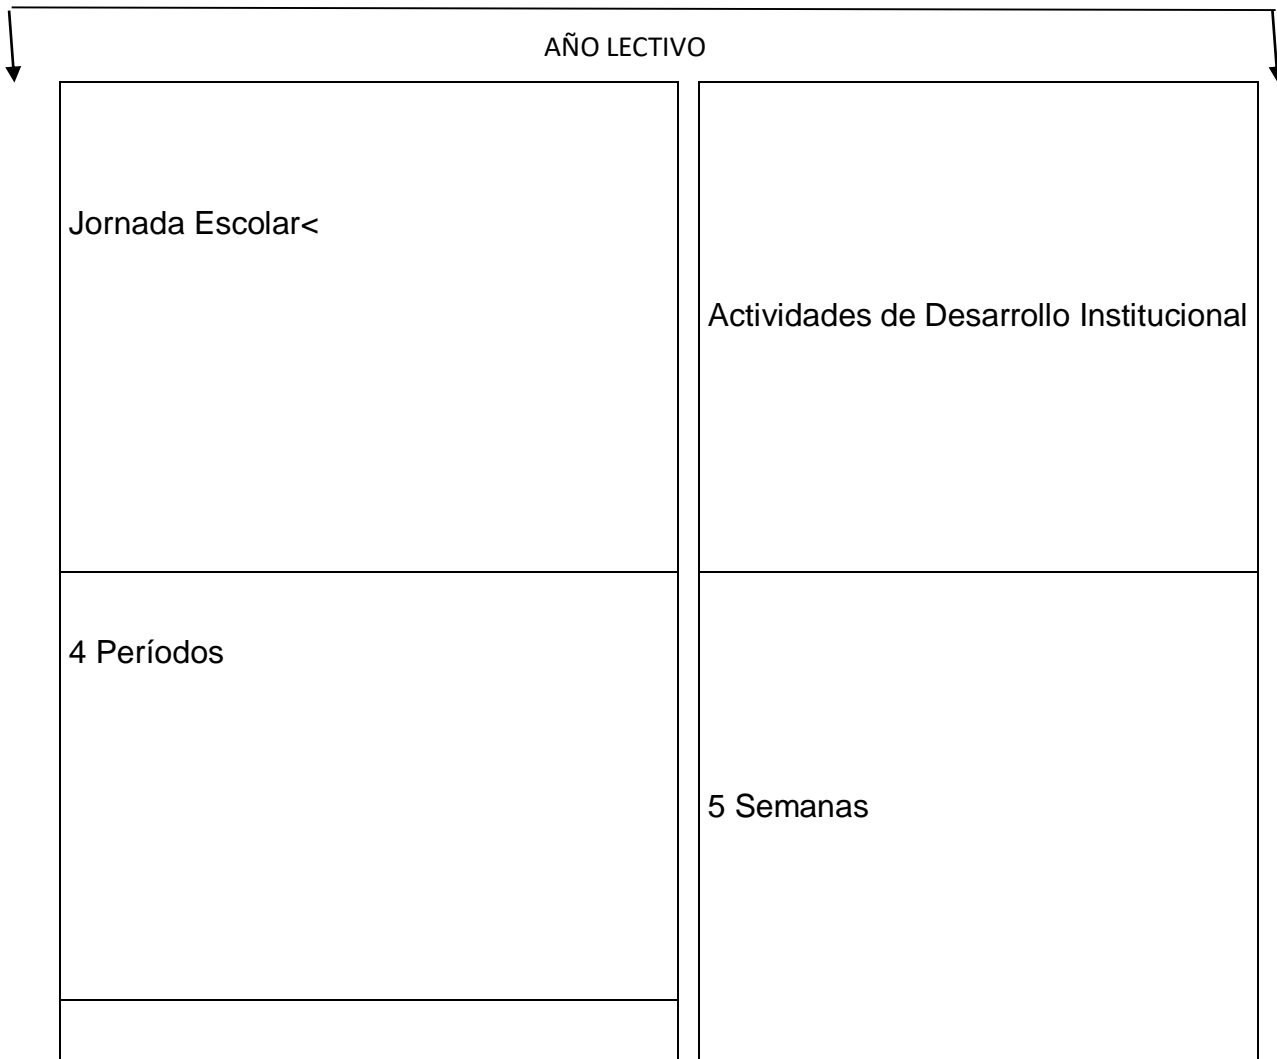 AÑO LECTIVO
Jornada Escolar<
Actividades de Desarrollo Institucional
4 Períodos
5 Semanas